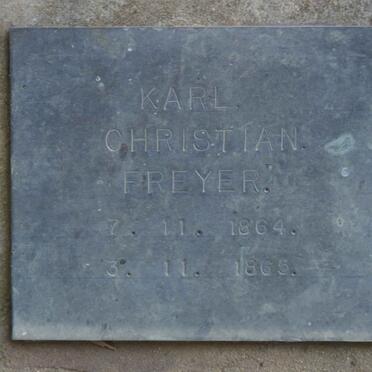 KARL.
CHRISTIAN.
FREYER.
7. 11. 1864.
3. 11. 1865.